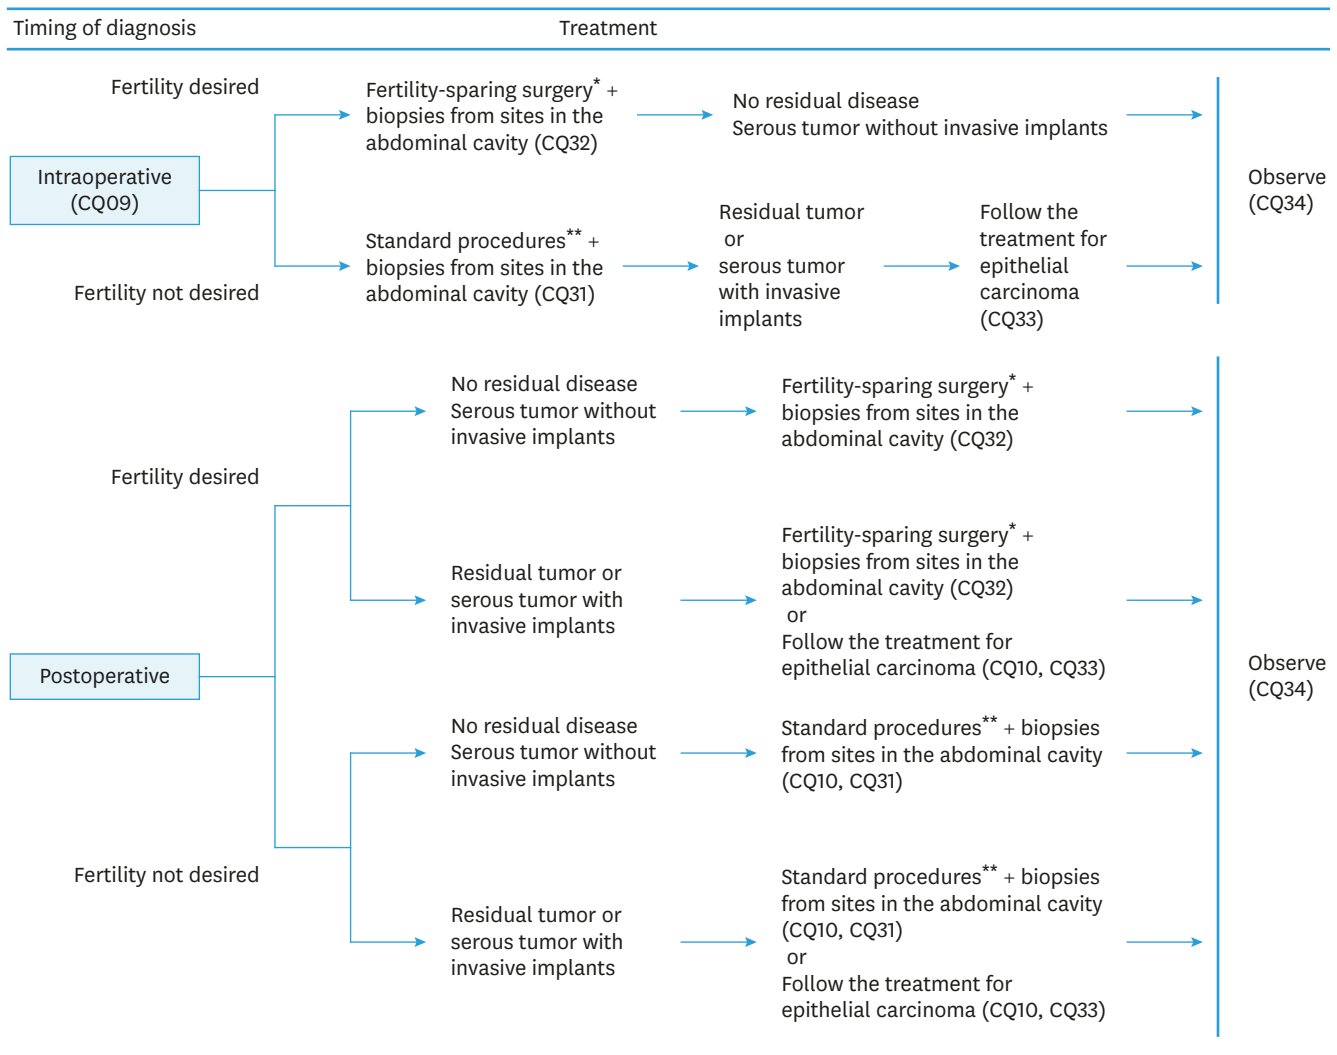 Timing of diagnosis
Treatment
Fertility desired
Fertility-sparing surgery* +
biopsies from sites in the
abdominal cavity (CQ32)
No residual disease
Serous tumor without invasive implants
Intraoperative
(CQ09)
Observe
(CQ34)
Fertility not desired
Standard procedures** +
biopsies from sites in the
abdominal cavity (CQ31)
Residual tumor
or
serous tumor
with invasive
implants
Follow the
treatment for
epithelial
carcinoma
(CQ33)
No residual disease
Serous tumor without
invasive implants
Fertility-sparing surgery* +
biopsies from sites in the
abdominal cavity (CQ32)
Fertility desired
Residual tumor or
serous tumor with
invasive implants
Fertility-sparing surgery* +
biopsies from sites in the
abdominal cavity (CQ32)
or
Follow the treatment for
epithelial carcinoma (CQ10, CQ33)
Postoperative
Observe
(CQ34)
No residual disease
Serous tumor without
invasive implants
Standard procedures** + biopsies
from sites in the abdominal cavity
(CQ10, CQ31)
Fertility not desired
Residual tumor or
serous tumor with
invasive implants
Standard procedures** + biopsies
from sites in the abdominal cavity
(CQ10, CQ31)
or
Follow the treatment for
epithelial carcinoma (CQ10, CQ33)